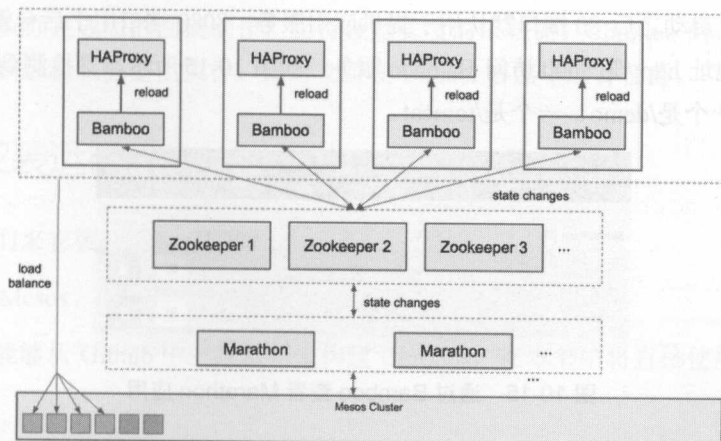 HAProxy HAProxy HAProxy HAProxy
reload reload reload reload
Bamboo Bamboo Bamboo Bamboo
state changes
Zookeeper 1 Zookeeper 2 Zookeeper 3 ...
load
balance
state changes
Marathon Marathon
...
Mesos Cluster